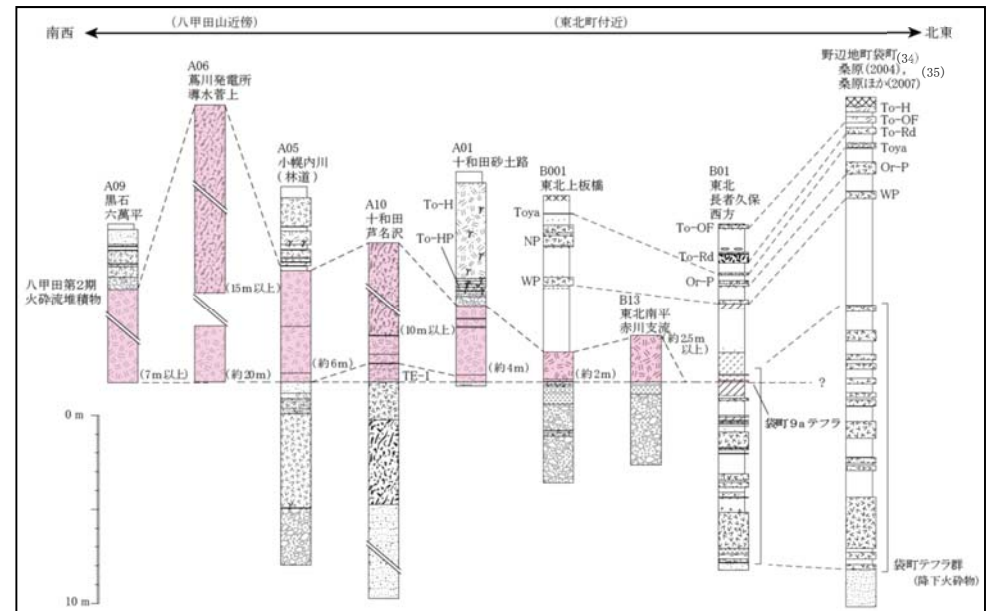 (八甲田山近傍)
(東北町付近)
南西
北東
野辺地町袋町(34)
桑原(2004),
桑原ほか(2007)
(35)
A06
蔦川発電所
導水菅上
A09
黒石
六萬平
A05
小幌内川
(林道)
A10
十和田
芦名沢
A01
十和田砂土路
B001
東北上板橋
B13
東北南平
赤川支流
B01
東北
長者久保
西方
To-H
To-HP
Toya
NP
WP
To-OF
To-Rd
Or-P
To-H
To-OF
To-Rd
Toya
Or-P
WP
八甲田第2期
火砕流堆積物
(7m以上)
(15m以上)
(約20m)
(約6m)
(10m以上)
TE-1
(約4m)
(約2m)
(約2.5m
以上)
?
袋町9aテフラ
袋町テフラ群
(降下火砕物)
0 m
10 m